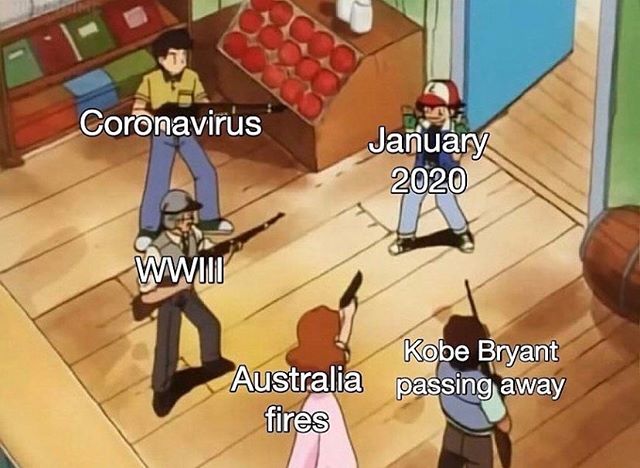 Coronavirus
January
2020
WWIII
Australia
fires
Kobe Bryant
passing away